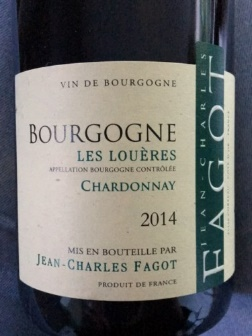 VIN DE BOURGOGNE
BOURGOGNE
LES LOUÈRES
APPELLATION BOURGOGNE CONTRÔLÉE
CHARDONNAY
2014
MIS EN BOUTEILLE PAR
JEAN-CHARLES FAGOT
PRODUIT DE FRANCE
JEAN-CHARLES
FAGOT